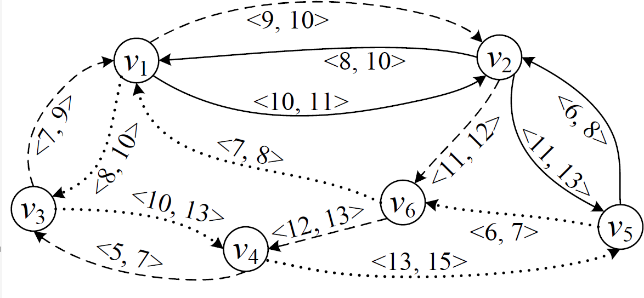 <9, 10>
v1
v2
<8, 10>
<10, 11>
<7, 9>
<8, 10>
<7, 8>
<11, 12>
<11, 13>
<6, 8>
v3
<10, 13>
v6
<12, 13>
<6, 7>
v5
v4
<5, 7>
<13, 15>